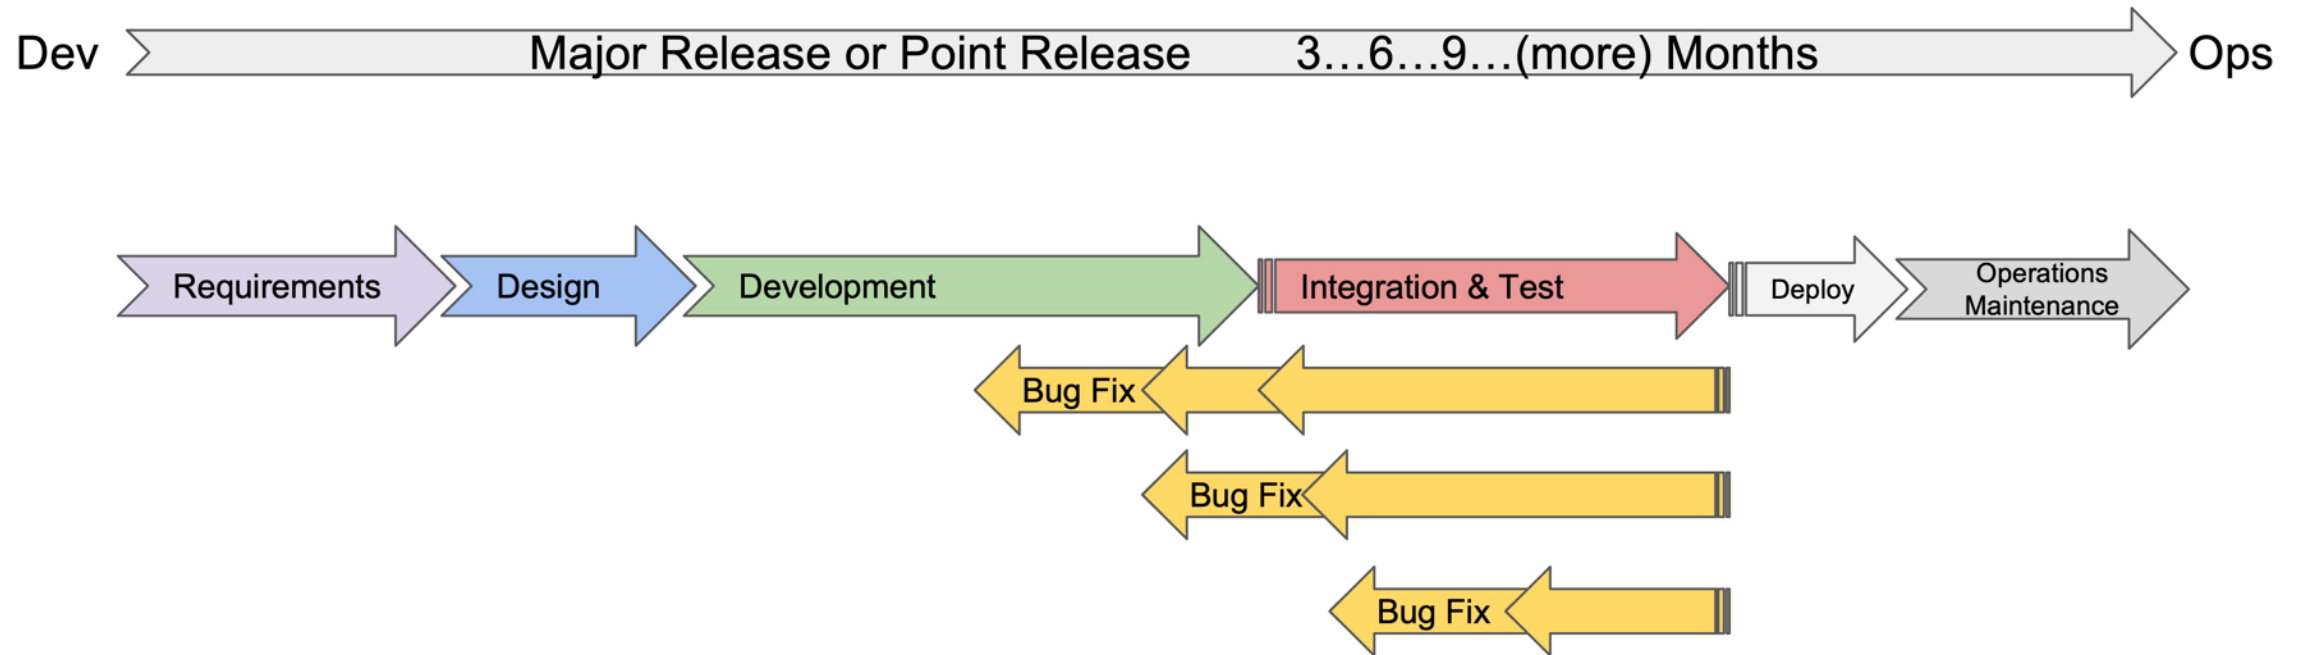 Dev
Major Release or Point Release 3...6...9...(more) Months
Ops
Requirements
Design
Development
Integration & Test
Deploy
Operations
Maintenance
Bug Fix
Bug Fix
Bug Fix